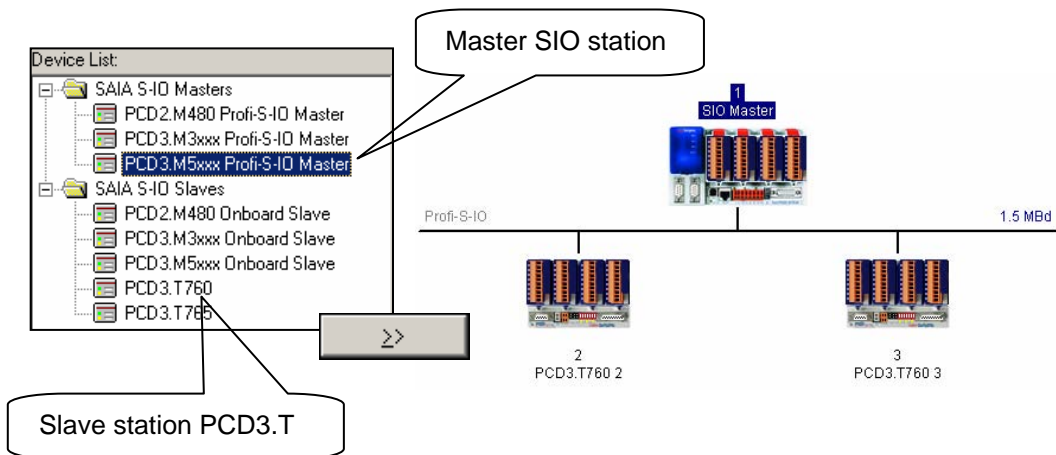 Master SIO station
Device List:
SAIA S-IO Masters
PCD2.M480 Profi-S-IO Master
PCD3.M3xxx Profi-S-IO Master
PCD3.M5xxx Profi-S-IO Master
SAIA S-IO Slaves
PCD2.M480 Onboard Slave
PCD3.M3xxx Onboard Slave
PCD3.M5xxx Onboard Slave
PCD3.T760
PCD3.T765
>>
Slave station PCD3.T
1
SIO Master
Profi-S-IO
1.5 MBd
2
PCD3.T760 2
3
PCD3.T760 3